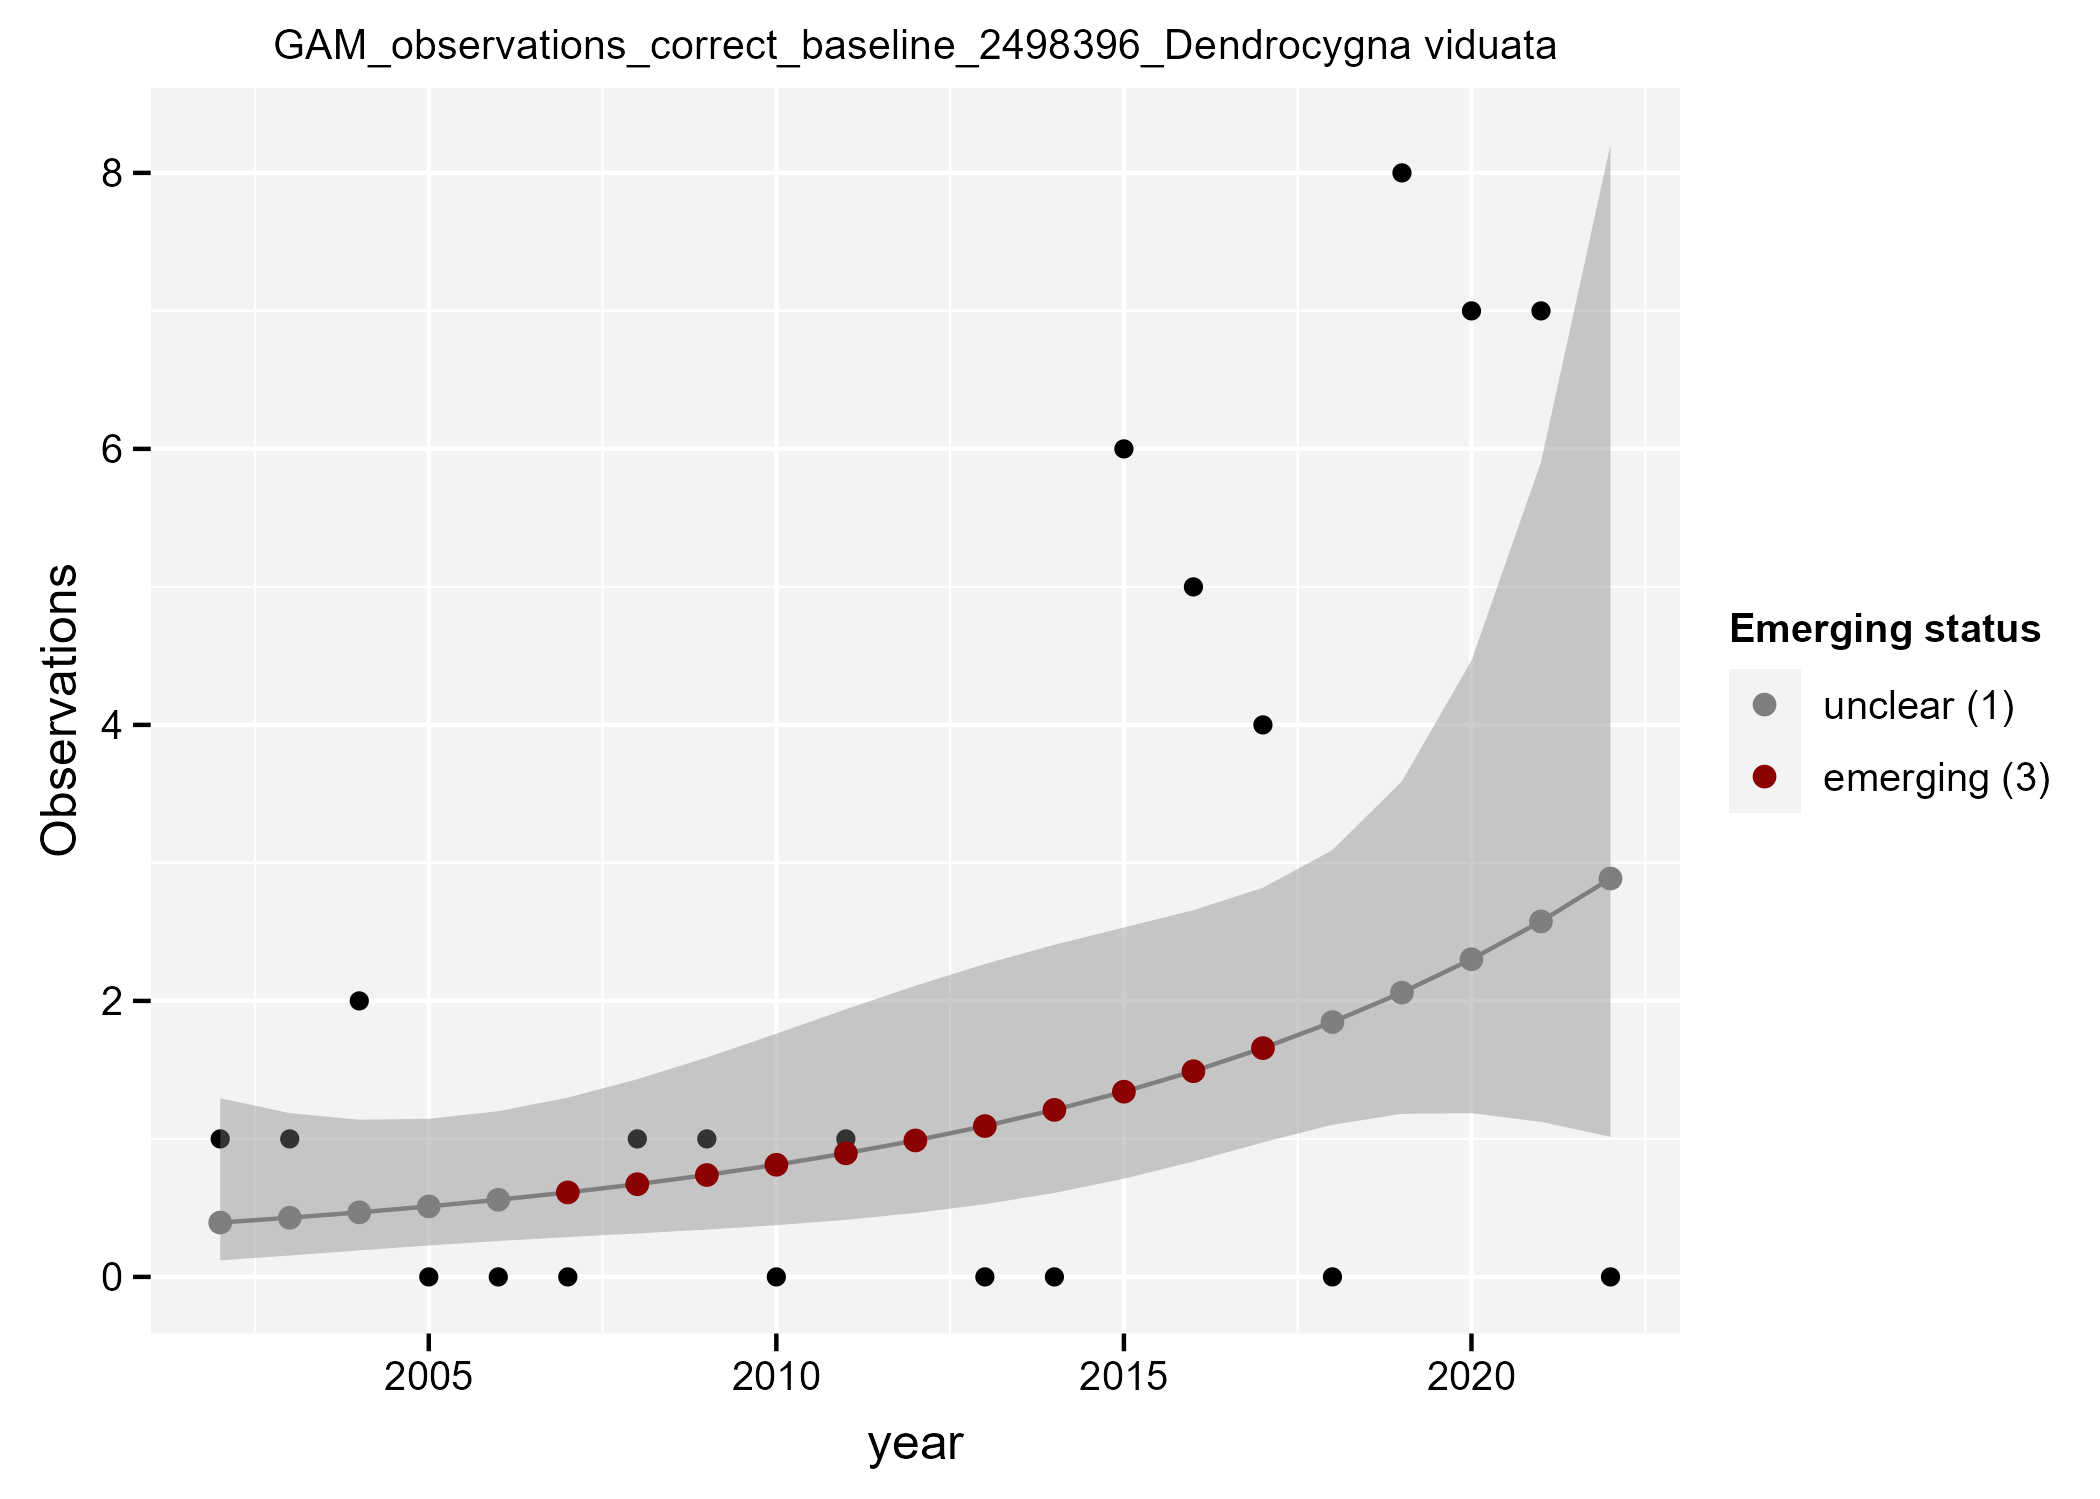 GAM_observations_correct_baseline_2498396_Dendrocygna viduata
8
6
4
2
0
Observations
2005 2010 2015 2020
year
Emerging status
unclear (1)
emerging (3)